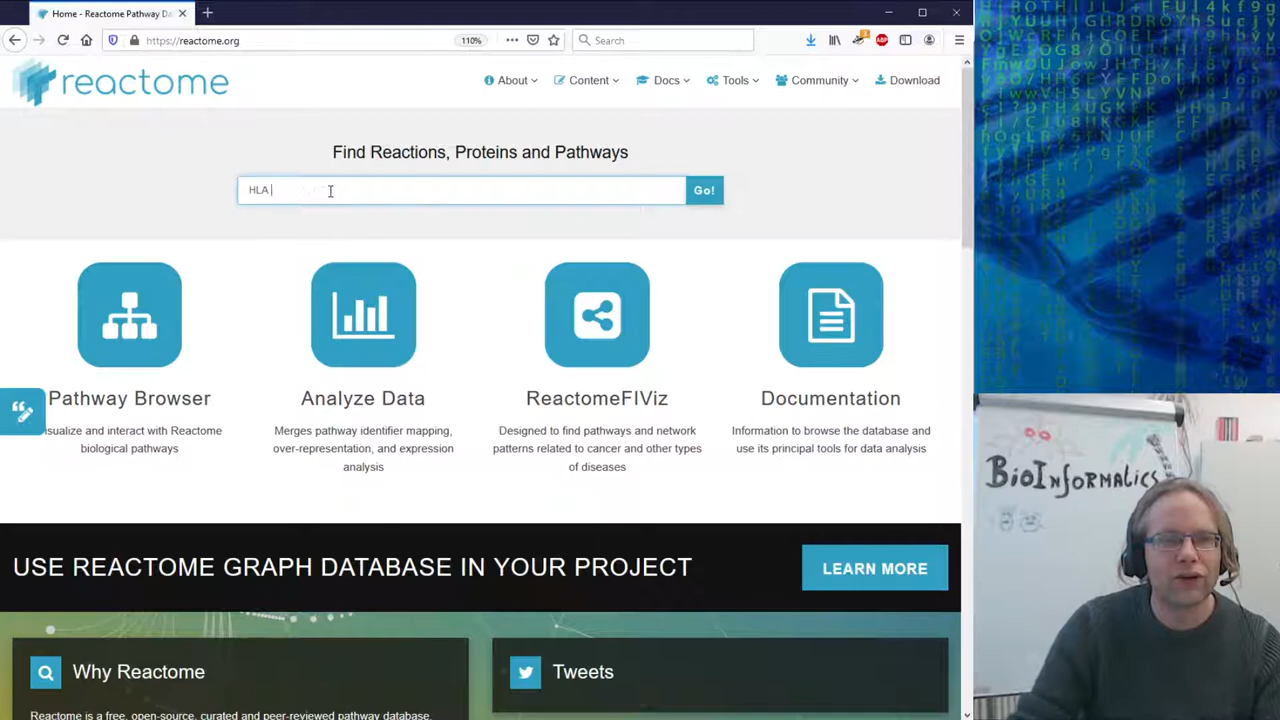 Home - Reactome Pathway Da
https://reactome.org
110%
Search
reactome
About
Content
Docs
Tools
Community
Download
Find Reactions, Proteins and Pathways
HLA
Go!
Pathway Browser
Visualize and interact with Reactome
biological pathways
Analyze Data
Merges pathway identifier mapping,
over-representation, and expression
analysis
ReactomeFIViz
Designed to find pathways and network
patterns related to cancer and other types
of diseases
Documentation
Information to browse the database and
use its principal tools for data analysis
USE REACTOME GRAPH DATABASE IN YOUR PROJECT
LEARN MORE
Why Reactome
Reactome is a free, open-source, curated and peer-reviewed pathway database.
Tweets
BioInformatics